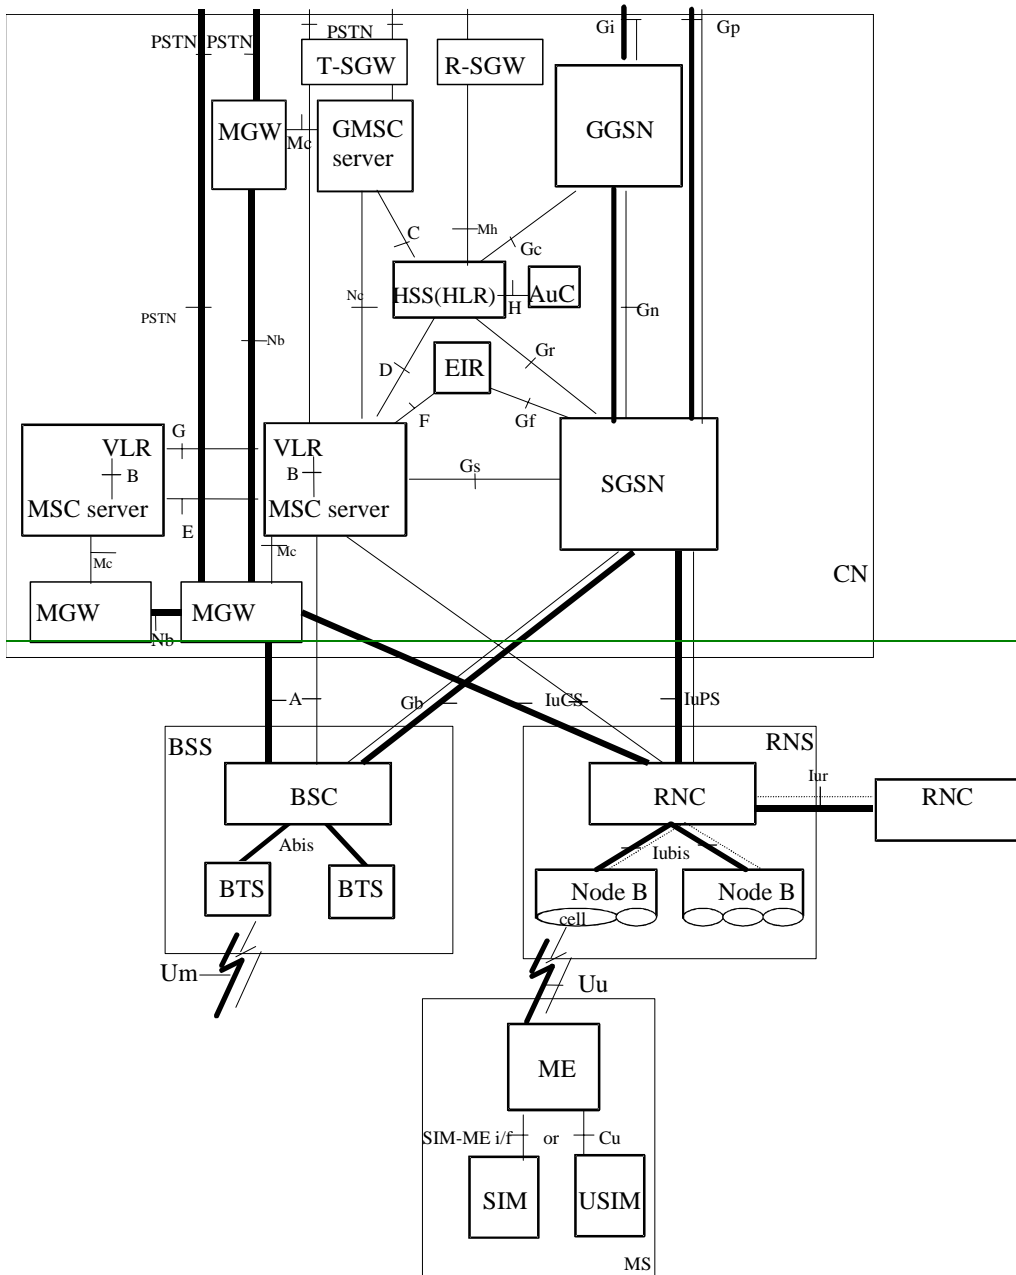 Gi
Gp
PSTN
PSTN
PSTN
T-SGW
R-SGW
MGW
Mc
GMSC
server
GGSN
C
Mh
Gc
HSS(HLR)
H
AuC
Nc
Gn
PSTN
Nb
D
EIR
Gr
F
Gf
G
VLR
B
MSC server
E
VLR
B
MSC server
Gs
SGSN
Mc
Mc
CN
MGW
Nb
MGW
A
Gb
IuCS
IuPS
BSS
RNS
BSC
RNC
Iur
RNC
Abis
Iubis
BTS
BTS
Node B
Node B
cell
Um
Uu
ME
SIM-ME i/f
or
Cu
SIM
USIM
MS